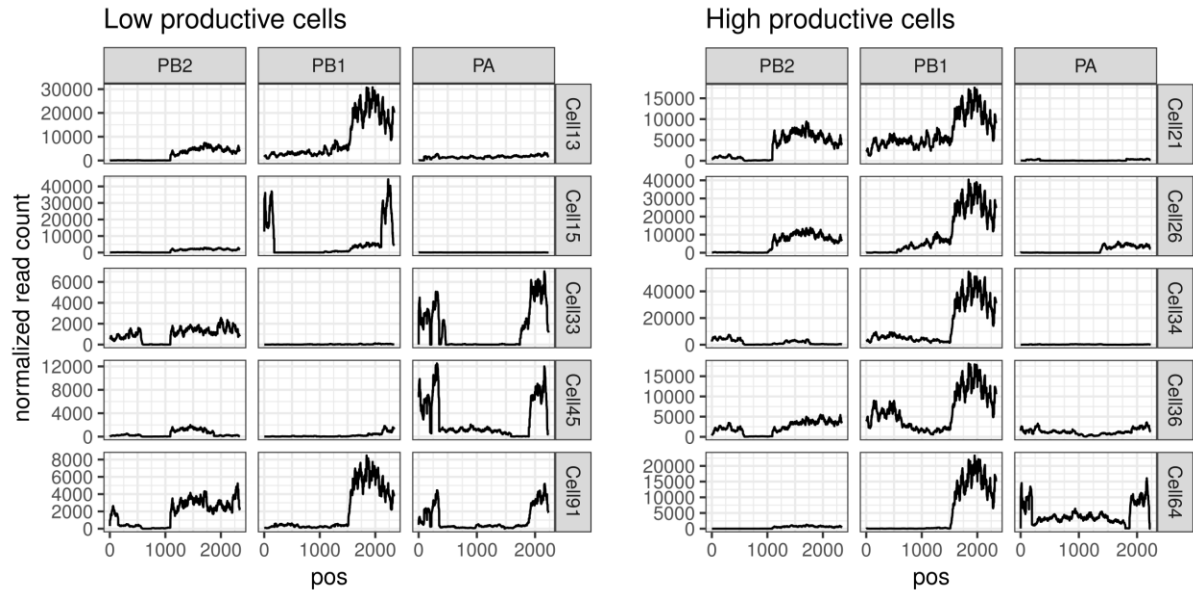 Low productive cells
PB2 PB1 PA
30000
20000
10000
0
Cell13
40000
30000
20000
10000
0
Cell15
6000
4000
2000
0
Cell33
12000
8000
4000
0
Cell45
8000
6000
4000
2000
0
Cell91
0 1000 2000 0 1000 2000 0 1000 2000
pos
normalized read count
High productive cells
PB2 PB1 PA
15000
10000
5000
0
Cell21
40000
30000
20000
10000
0
Cell26
40000
20000
0
Cell34
15000
10000
5000
0
Cell36
20000
15000
10000
5000
0
Cell64
0 1000 2000 0 1000 2000 0 1000 2000
pos